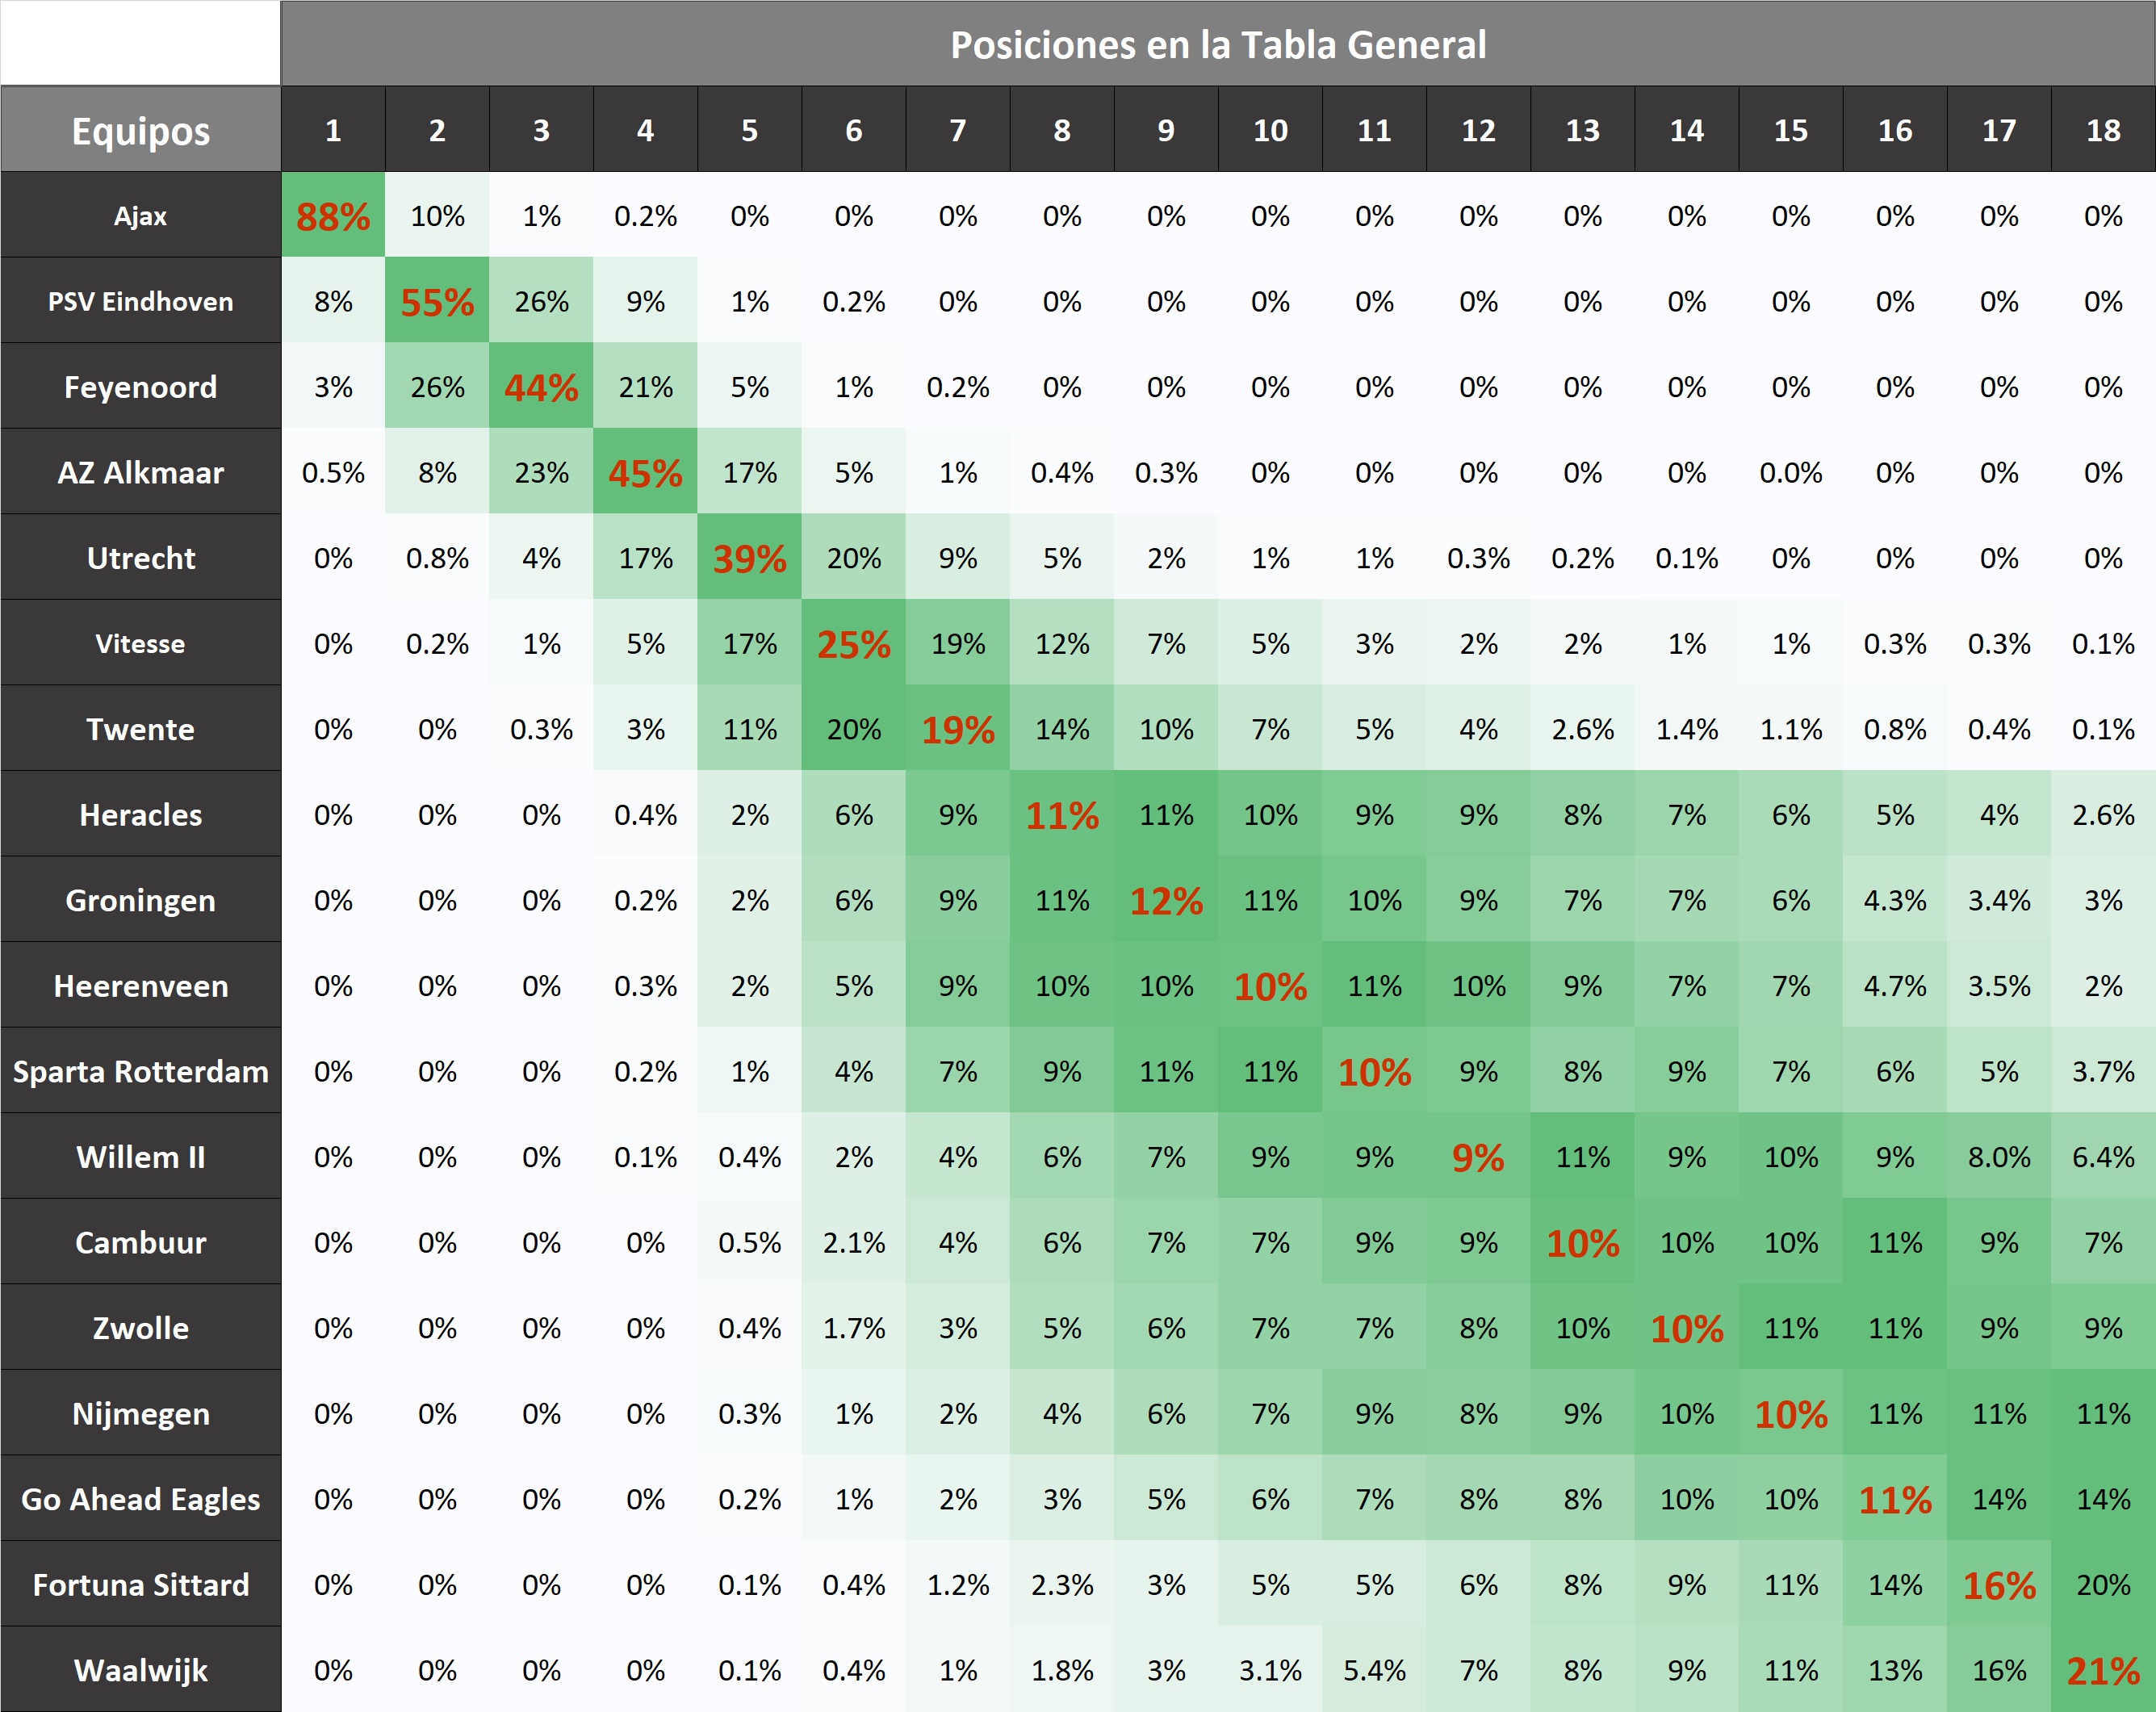 Posiciones en la Tabla General
Equipos 1 2 3 4 5 6 7 8 9 10 11 12 13 14 15 16 17 18
Ajax 88% 10% 1% 0.2% 0% 0% 0% 0% 0% 0% 0% 0% 0% 0% 0% 0% 0% 0%
PSV Eindhoven 8% 55% 26% 9% 1% 0.2% 0% 0% 0% 0% 0% 0% 0% 0% 0% 0% 0% 0%
Feyenoord 3% 26% 44% 21% 5% 1% 0.2% 0% 0% 0% 0% 0% 0% 0% 0% 0% 0% 0%
AZ Alkmaar 0.5% 8% 23% 45% 17% 5% 1% 0.4% 0.3% 0% 0% 0% 0% 0% 0.0% 0% 0% 0%
Utrecht 0% 0.8% 4% 17% 39% 20% 9% 5% 2% 1% 1% 0.3% 0.2% 0.1% 0% 0% 0% 0%
Vitesse 0% 0.2% 1% 5% 17% 25% 19% 12% 7% 5% 3% 2% 2% 1% 1% 0.3% 0.3% 0.1%
Twente 0% 0% 0.3% 3% 11% 20% 19% 14% 10% 7% 5% 4% 2.6% 1.4% 1.1% 0.8% 0.4% 0.1%
Heracles 0% 0% 0% 0.4% 2% 6% 9% 11% 11% 10% 9% 9% 8% 7% 6% 5% 4% 2.6%
Groningen 0% 0% 0% 0.2% 2% 6% 9% 11% 12% 11% 10% 9% 7% 7% 6% 4.3% 3.4% 3%
Heerenveen 0% 0% 0% 0.3% 2% 5% 9% 10% 10% 10% 11% 10% 9% 7% 7% 4.7% 3.5% 2%
Sparta Rotterdam 0% 0% 0% 0.2% 1% 4% 7% 9% 11% 11% 10% 9% 8% 9% 7% 6% 5% 3.7%
Willem II 0% 0% 0% 0.1% 0.4% 2% 4% 6% 7% 9% 9% 9% 11% 9% 10% 9% 8.0% 6.4%
Cambuur 0% 0% 0% 0% 0.5% 2.1% 4% 6% 7% 7% 9% 9% 10% 10% 10% 11% 9% 7%
Zwolle 0% 0% 0% 0% 0.4% 1.7% 3% 5% 6% 7% 7% 8% 10% 10% 11% 11% 9% 9%
Nijmegen 0% 0% 0% 0% 0.3% 1% 2% 4% 6% 7% 9% 8% 9% 10% 10% 11% 11% 11%
Go Ahead Eagles 0% 0% 0% 0% 0.2% 1% 2% 3% 5% 6% 7% 8% 8% 10% 10% 11% 14% 14%
Fortuna Sittard 0% 0% 0% 0% 0.1% 0.4% 1.2% 2.3% 3% 5% 5% 6% 8% 9% 11% 14% 16% 20%
Waalwijk 0% 0% 0% 0% 0.1% 0.4% 1% 1.8% 3% 3.1% 5.4% 7% 8% 9% 11% 13% 16% 21%